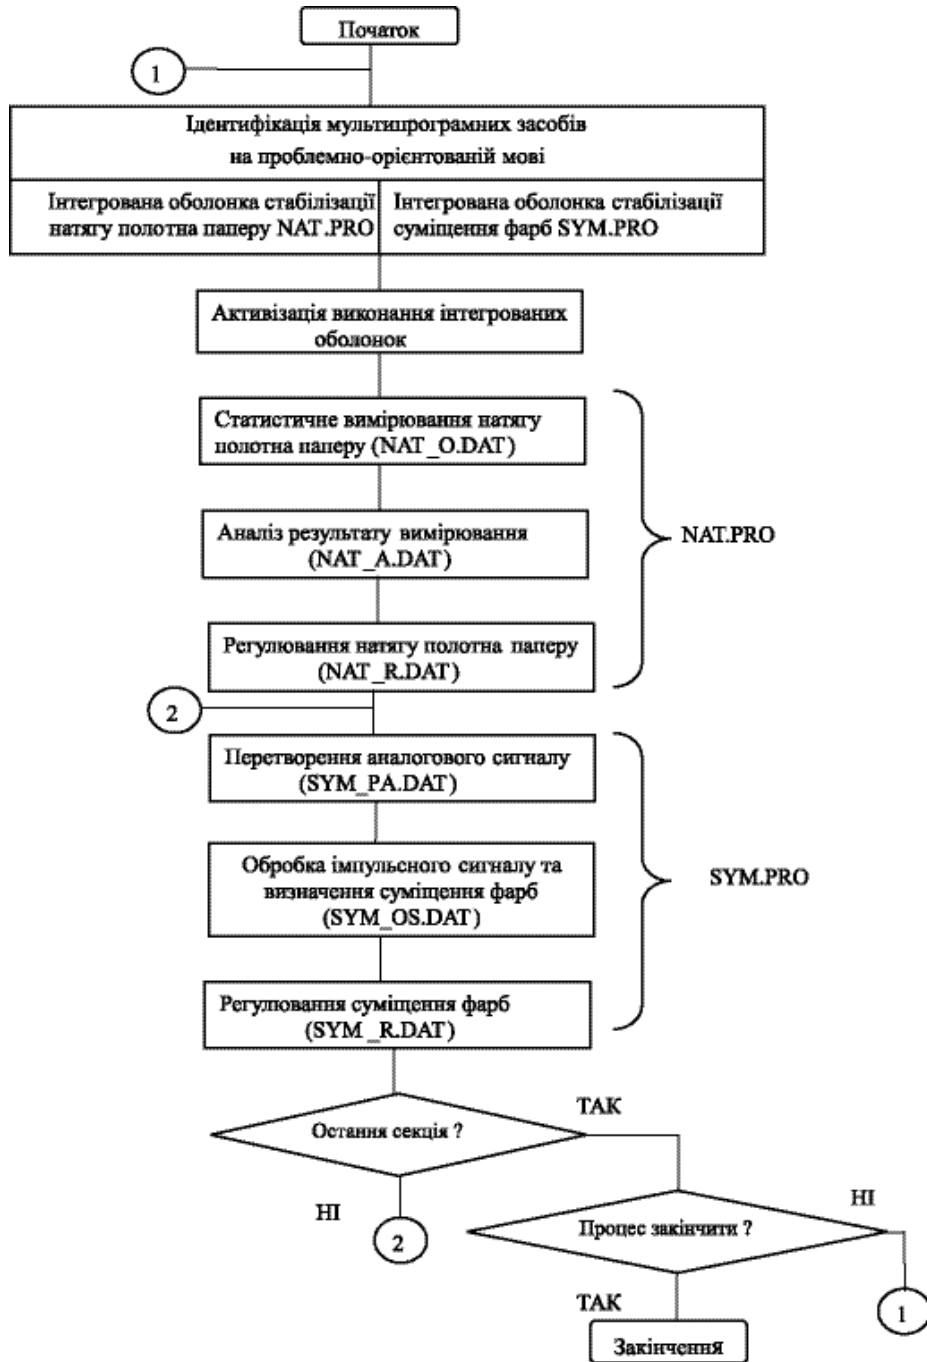 Початок
1
Ідентифікація мультипрограмних засобів
на проблемно-орієнтованій мові
Інтегрована оболонка стабілізації
натягу полотна паперу NAT.PRO
Інтегрована оболонка стабілізації
суміщення фарб SYM.PRO
Активізація виконання інтегрованих
оболонок
Статистичне вимірювання натягу
полотна паперу (NAT_O.DAT)
Аналіз результату вимірювання
(NAT_A.DAT)
NAT.PRO
Регулювання натягу полотна паперу
(NAT_R.DAT)
2
Перетворення аналогового сигналу
(SYM_PA.DAT)
Обробка імпульсного сигналу та
визначення суміщення фарб
(SYM_OS.DAT)
SYM.PRO
Регулювання суміщення фарб
(SYM_R.DAT)
Остання секція ?
ТАК
НІ
2
Процес закінчити ?
НІ
1
ТАК
Закінчення